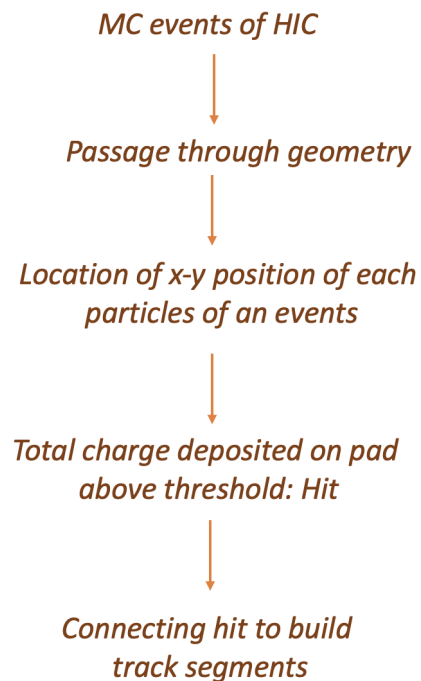 MC events of HIC
Passage through geometry
Location of x-y position of each
particles of an events
Total charge deposited on pad
above threshold: Hit
Connecting hit to build
track segments